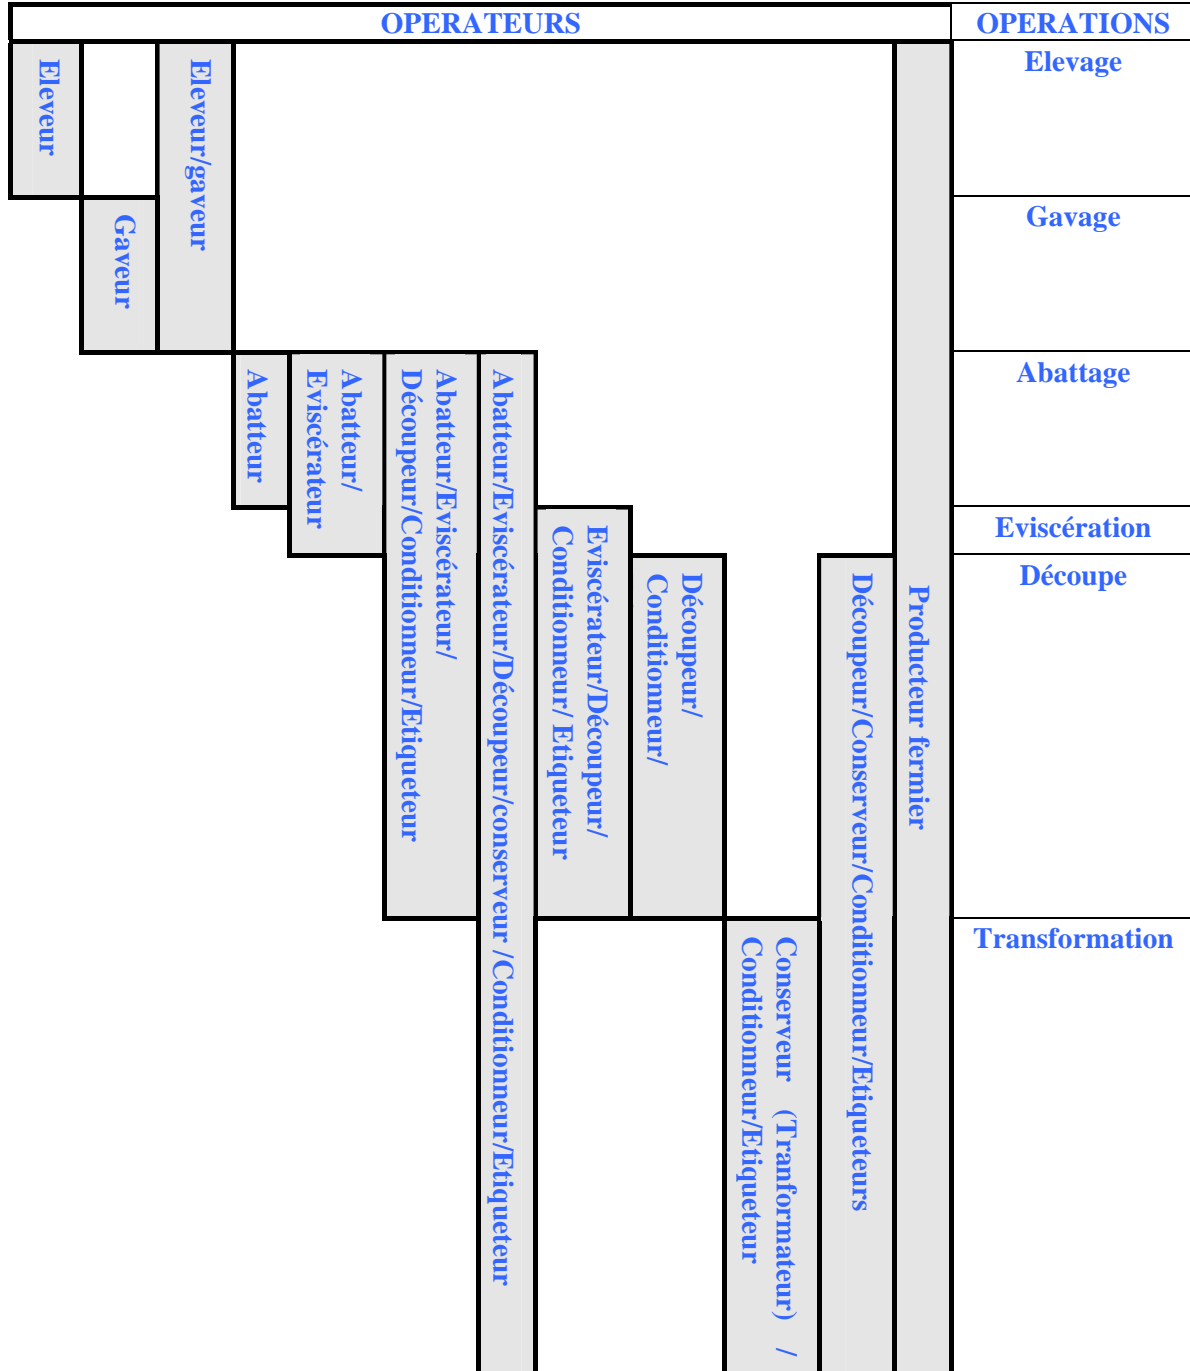 OPERATEURS
OPERATIONS
Eleveur
Gaveur
Eleveur/gaveur
Abatteur
Abatteur/
Eviscérateur
Abatteur/Eviscérateur/
Découpeur/Conditionneur/Etiqueteur
Abatteur/Eviscérateur/Découpeur/conserveur /Conditionneur/Etiqueteur
Eviscérateur/Découpeur/
Conditionneur/ Etiqueteur
Découpeur/
Conditionneur/
Conserveur (Tranformateur) /
Conditionneur/Etiqueteur
Découpeur/Conserveur/Conditionneur/Etiqueteurs
Producteur fermier
Elevage
Gavage
Abattage
Eviscération
Découpe
Transformation